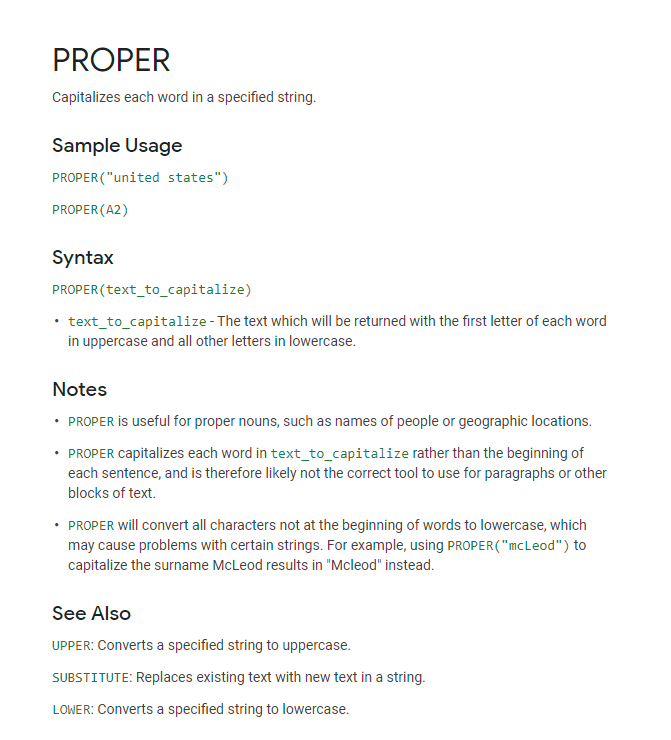 PROPER
Capitalizes each word in a specified string.
Sample Usage
PROPER("united states")
PROPER(A2)
Syntax
PROPER(text_to_capitalize)
• text_to_capitalize - The text which will be returned with the first letter of each word
in uppercase and all other letters in lowercase.
Notes
• PROPER is useful for proper nouns, such as names of people or geographic locations.
• PROPER capitalizes each word in text_to_capitalize rather than the beginning of
each sentence, and is therefore likely not the correct tool to use for paragraphs or other
blocks of text.
• PROPER will convert all characters not at the beginning of words to lowercase, which
may cause problems with certain strings. For example, using PROPER("mcLeod") to
capitalize the surname McLeod results in "Mcleod" instead.
See Also
UPPER: Converts a specified string to uppercase.
SUBSTITUTE: Replaces existing text with new text in a string.
LOWER: Converts a specified string to lowercase.